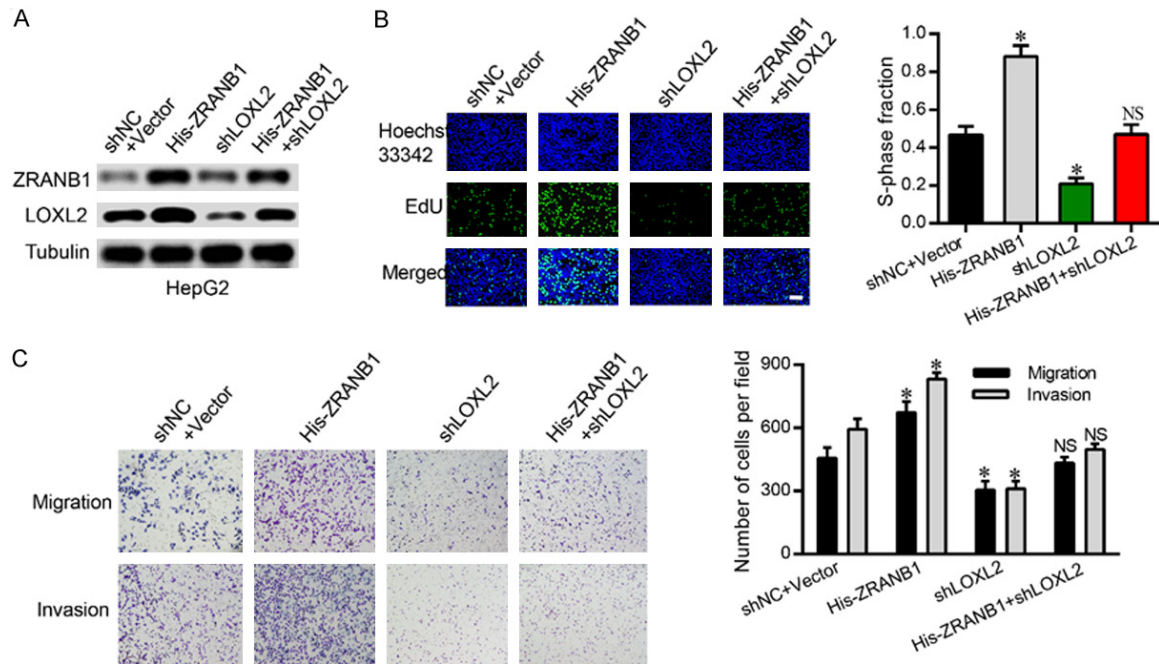 A
shNC
+Vector
His-ZRANB1
shLOXL2
His-ZRANB1
+shLOXL2
ZRANB1
LOXL2
Tubulin
HepG2
B
shNC
+Vector
His-ZRANB1
shLOXL2
His-ZRANB1
+shLOXL2
Hoechst
33342
EdU
Merged
S-phase fraction
1.0
0.8
0.6
0.4
0.2
0.0
*
*
NS
shNC+Vector
His-ZRANB1
shLOXL2
His-ZRANB1+shLOXL2
C
shNC
+Vector
His-ZRANB1
shLOXL2
His-ZRANB1
+shLOXL2
Migration
Invasion
Number of cells per field
900
600
300
0
Migration
Invasion
*
*
*
*
NS
NS
shNC+Vector
His-ZRANB1
shLOXL2
His-ZRANB1+shLOXL2